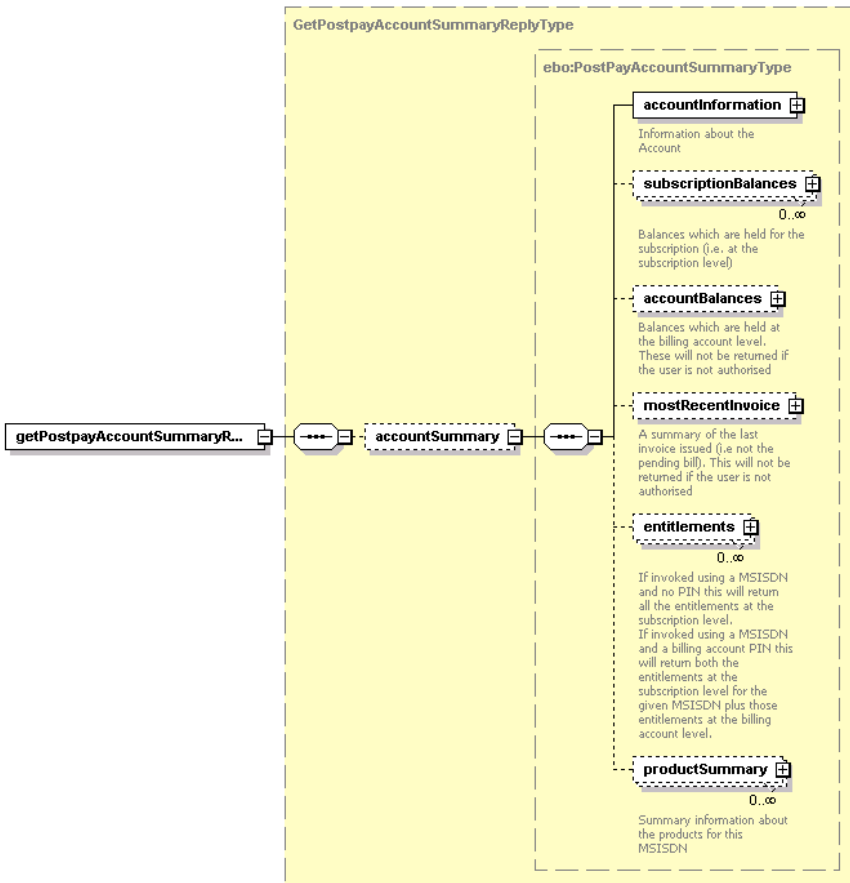 GetPostpayAccountSummaryReplyType
ebo:PostPayAccountSummaryType
accountInformation
Information about the
Account
subscriptionBalances
0..∞
Balances which are held for the
subscription (i.e. at the
subscription level)
accountBalances
Balances which are held at
the billing account level.
These will not be returned if
the user is not authorised
mostRecentInvoice
A summary of the last
invoice issued (i.e not the
pending bill). This will not be
returned if the user is not
authorised
getPostpayAccountSummaryR...
accountSummary
entitlements
0..∞
If invoked using a MSISDN
and no PIN this will return
all the entitlements at the
subscription level.
If invoked using a MSISDN
and a billing account PIN this
will return both the
entitlements at the
subscription level for the
given MSISDN plus those
entitlements at the billing
account level.
productSummary
0..∞
Summary information about
the products for this
MSISDN